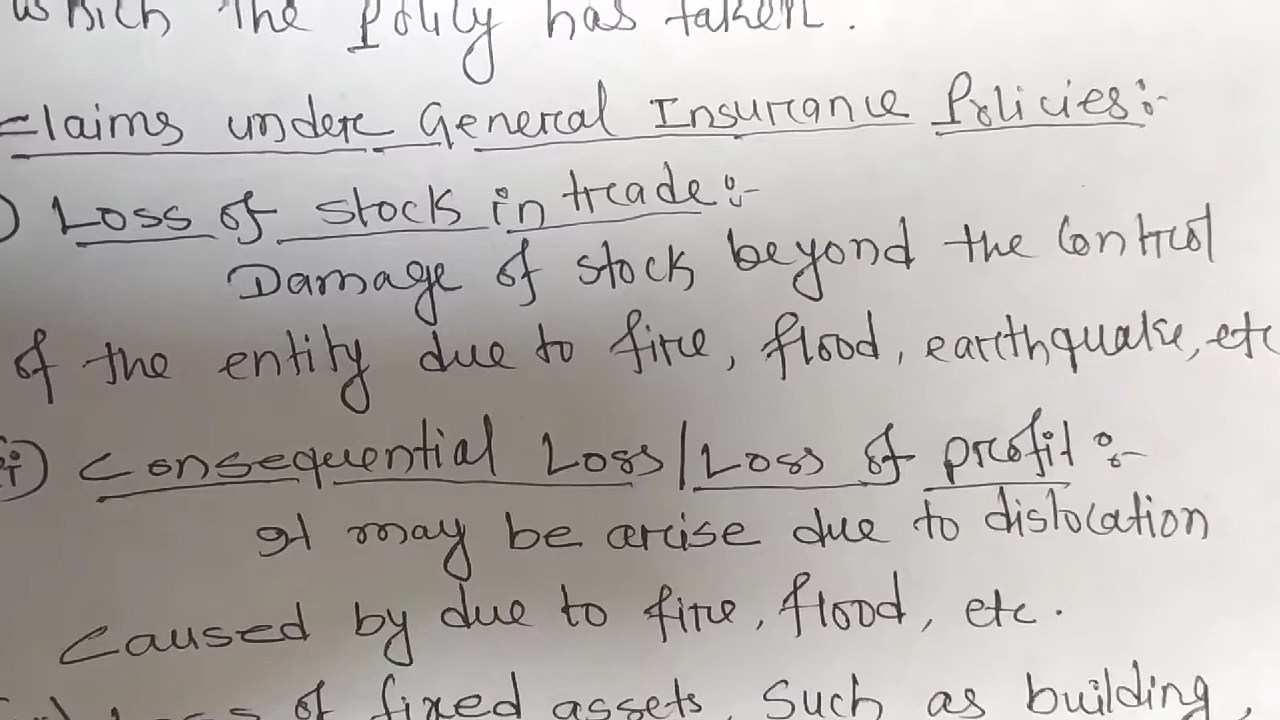 which the policy has taken.
Claims under General Insurance Policies:-
) Loss of stock in trade:-
Damage of stock beyond the control
of the entity due to fire, flood, earthquake, etc
ii) Consequential Loss/Loss of profit:-
It may be arise due to dislocation
caused by due to fire, flood, etc.
of fixed assets, such as building,